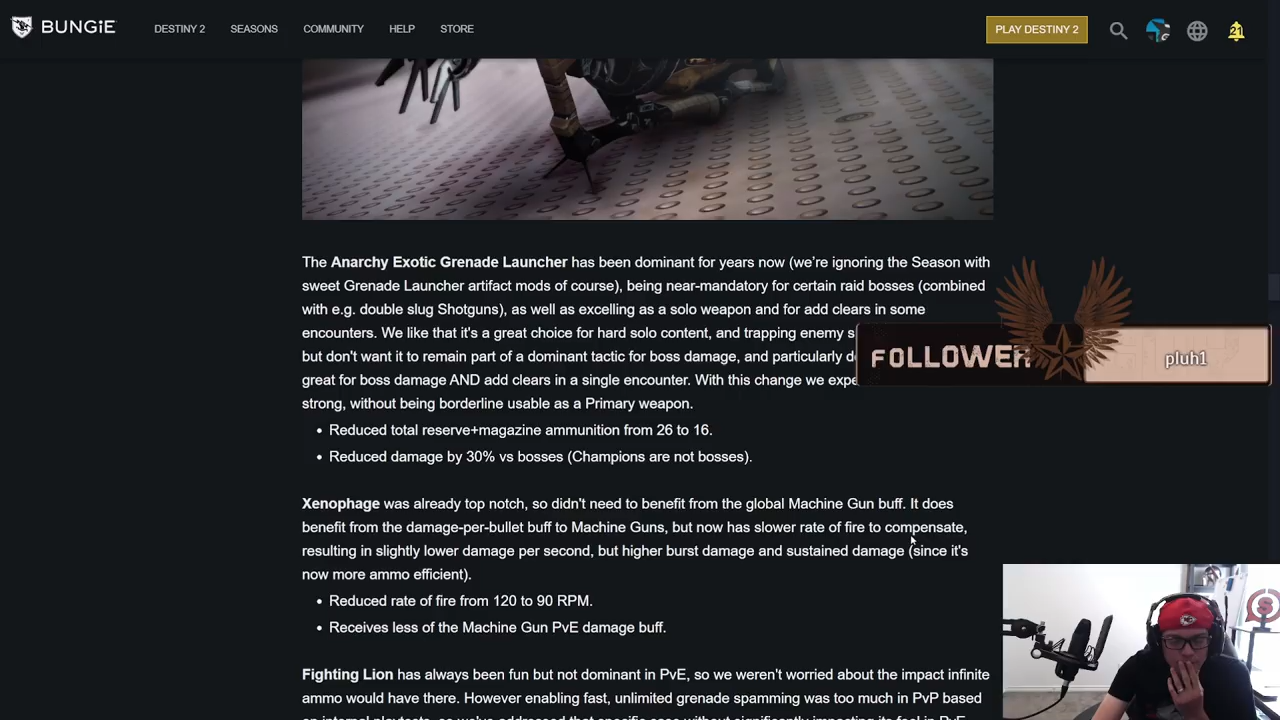 BUNGiE
DESTINY 2
SEASONS
COMMUNITY
HELP
STORE
PLAY DESTINY 2
21
The Anarchy Exotic Grenade Launcher has been dominant for years now (we're ignoring the Season with
sweet Grenade Launcher artifact mods of course), being near-mandatory for certain raid bosses (combined
with e.g. double slug Shotguns), as well as excelling as a solo weapon and for add clears in some
encounters. We like that it's a great choice for hard solo content, and trapping enemy
but don't want it to remain part of a dominant tactic for boss damage, and particularly
great for boss damage AND add clears in a single encounter. With this change we
strong, without being borderline usable as a Primary weapon.
FOLLOWER
pluh1
• Reduced total reserve+magazine ammunition from 26 to 16.
• Reduced damage by 30% vs bosses (Champions are not bosses).
Xenophage was already top notch, so didn't need to benefit from the global Machine Gun buff. It does
benefit from the damage-per-bullet buff to Machine Guns, but now has slower rate of fire to compensate,
resulting in slightly lower damage per second, but higher burst damage and sustained damage (since it's
now more ammo efficient).
• Reduced rate of fire from 120 to 90 RPM.
• Receives less of the Machine Gun PvE damage buff.
Fighting Lion has always been fun but not dominant in PvE, so we weren't worried about the impact infinite
ammo would have there. However enabling fast, unlimited grenade spamming was too much in PvP based